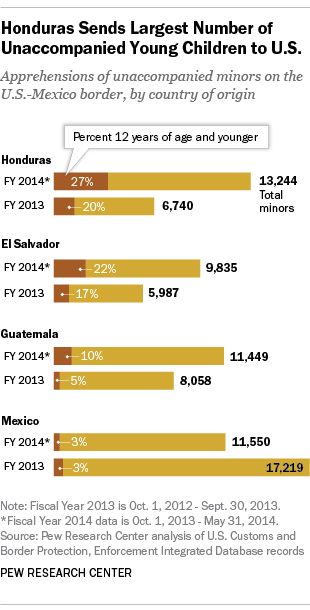 Honduras Sends Largest Number of
Unaccompanied Young Children to U.S.
Apprehensions of unaccompanied minors on the
U.S.-Mexico border, by country of origin
Percent 12 years of age and younger
Honduras
FY 2014* 27% 13,244
Total
minors
FY 2013 20% 6,740
El Salvador
FY 2014* 22% 9,835
FY 2013 17% 5,987
Guatemala
FY 2014* 10% 11,449
FY 2013 5% 8,058
Mexico
FY 2014* 3% 11,550
FY 2013 3% 17,219
Note: Fiscal Year 2013 is Oct. 1, 2012 - Sept. 30, 2013.
*Fiscal Year 2014 data is Oct. 1, 2013 - May 31, 2014.
Source: Pew Research Center analysis of U.S. Customs and
Border Protection, Enforcement Integrated Database records
PEW RESEARCH CENTER